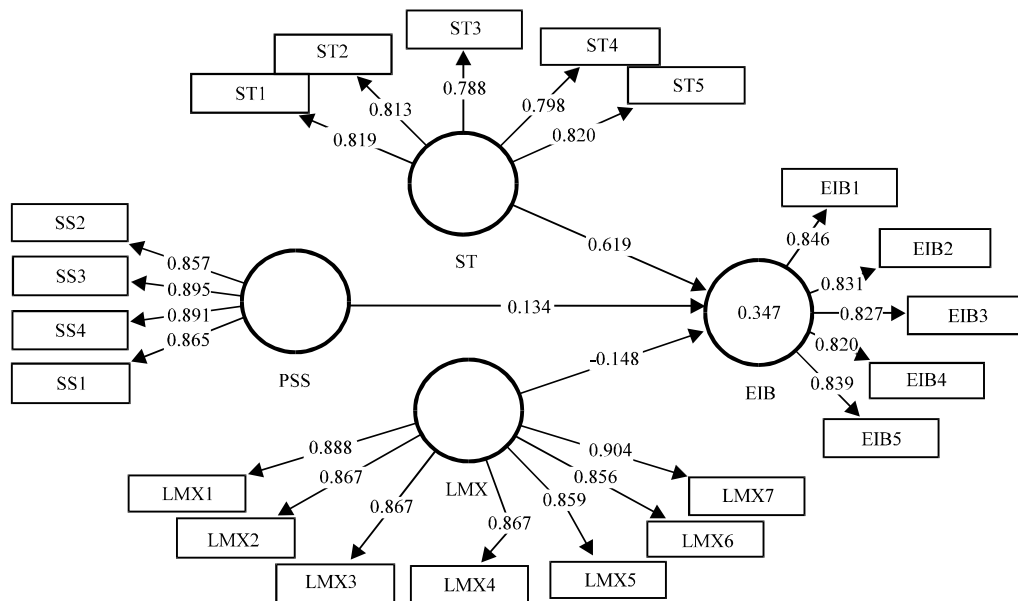 ST3
ST2
ST4
ST1
ST5
0.788
0.813
0.798
0.819
0.820
ST
EIB1
SS2
0.857
0.619
0.846
EIB2
SS3
0.895
0.831
SS4
0.891
0.134
0.347
0.827
EIB3
SS1
0.865
0.820
PSS
-0.148
0.839
EIB4
EIB
EIB5
0.888
0.904
0.867
LMX
0.856
LMX1
0.867
0.867
0.859
LMX7
LMX2
LMX6
LMX3
LMX4
LMX5